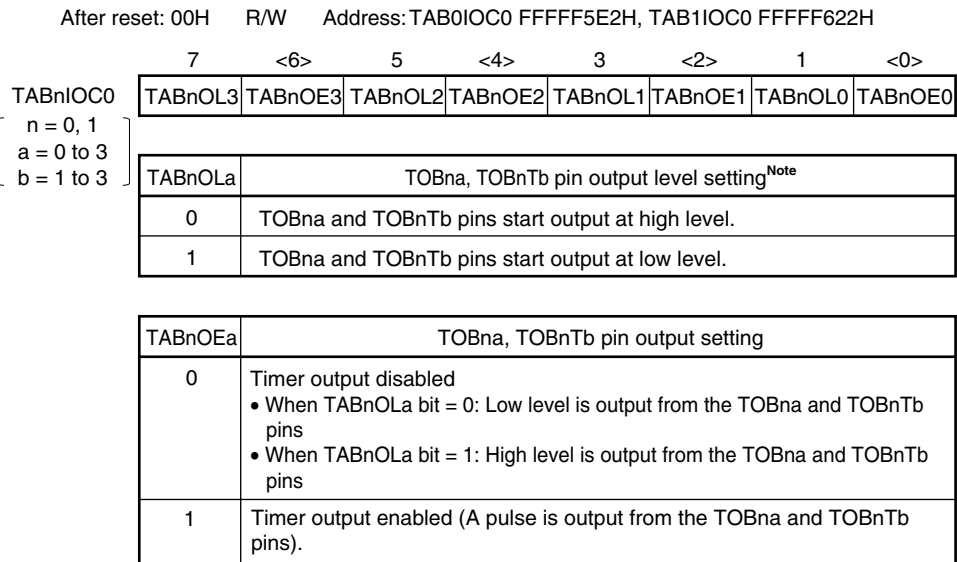 After reset: 00H R/W Address: TAB0IOC0 FFFFF5E2H, TAB1IOC0 FFFFF622H
7 <6> 5 <4> 3 <2> 1 <0>
TABnIOC0 TABnOL3 TABnOE3 TABnOL2 TABnOE2 TABnOL1 TABnOE1 TABnOL0 TABnOE0
n = 0, 1
a = 0 to 3
b = 1 to 3
TABnOLa TOBna, TOBnTb pin output level setting Note
0 TOBna and TOBnTb pins start output at high level.
1 TOBna and TOBnTb pins start output at low level.
TABnOEa TOBna, TOBnTb pin output setting
0 Timer output disabled
• When TABnOLa bit = 0: Low level is output from the TOBna and TOBnTb
pins
• When TABnOLa bit = 1: High level is output from the TOBna and TOBnTb
pins
1 Timer output enabled (A pulse is output from the TOBna and TOBnTb
pins).